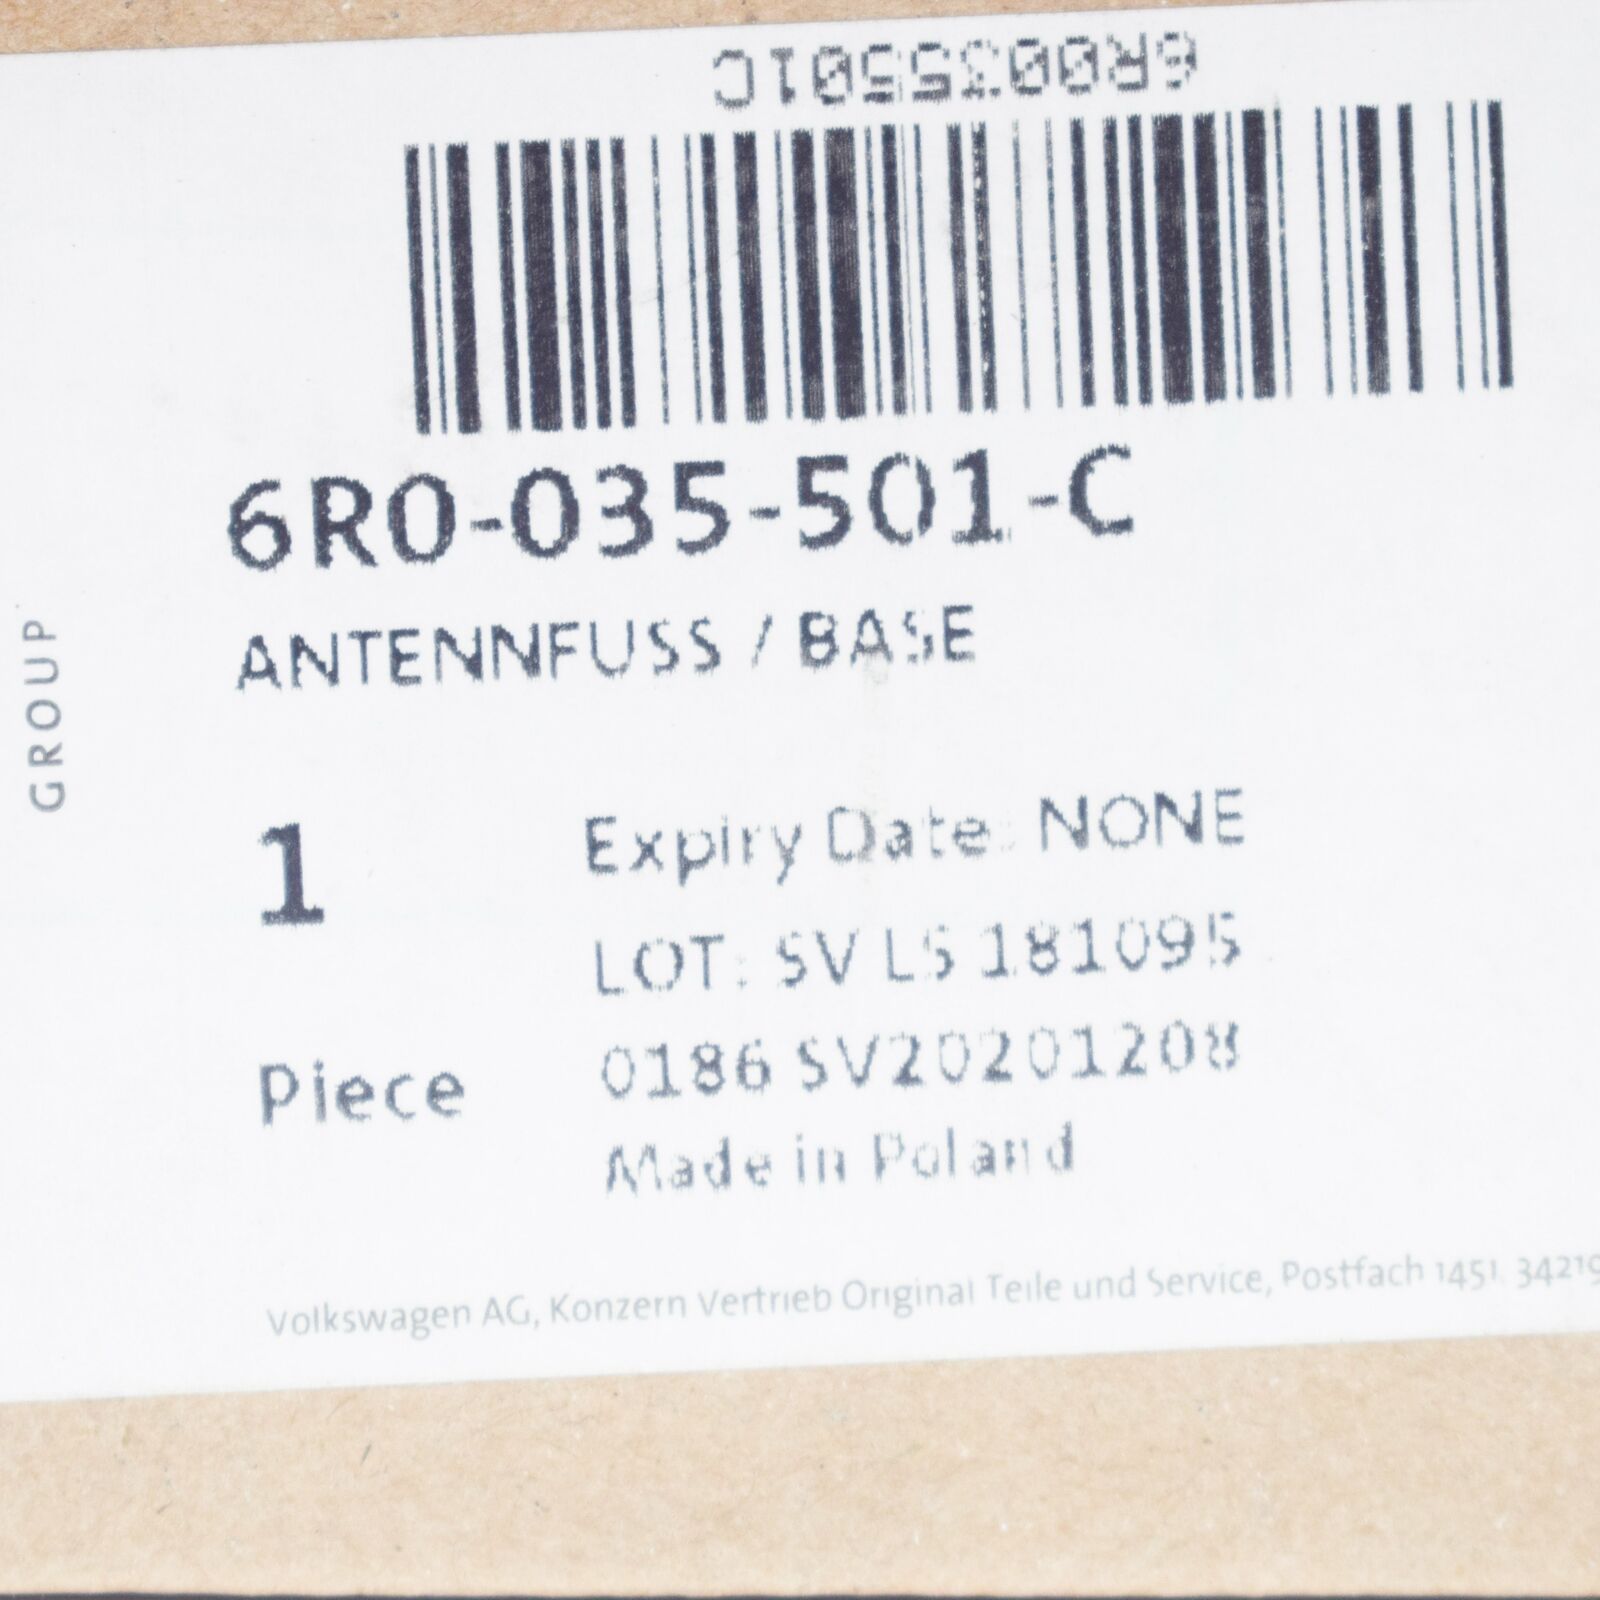 6R0035501C
6R0-035-501-C
ANTENNFUSS / BASE
GROUP
1
Expiry Date: NONE
LOT: SV LS 181095
0186 SV20201208
Piece
Made in Poland
Volkswagen AG, Konzern Vertrieb Original Teile und Service, Postfach 1451, 34219